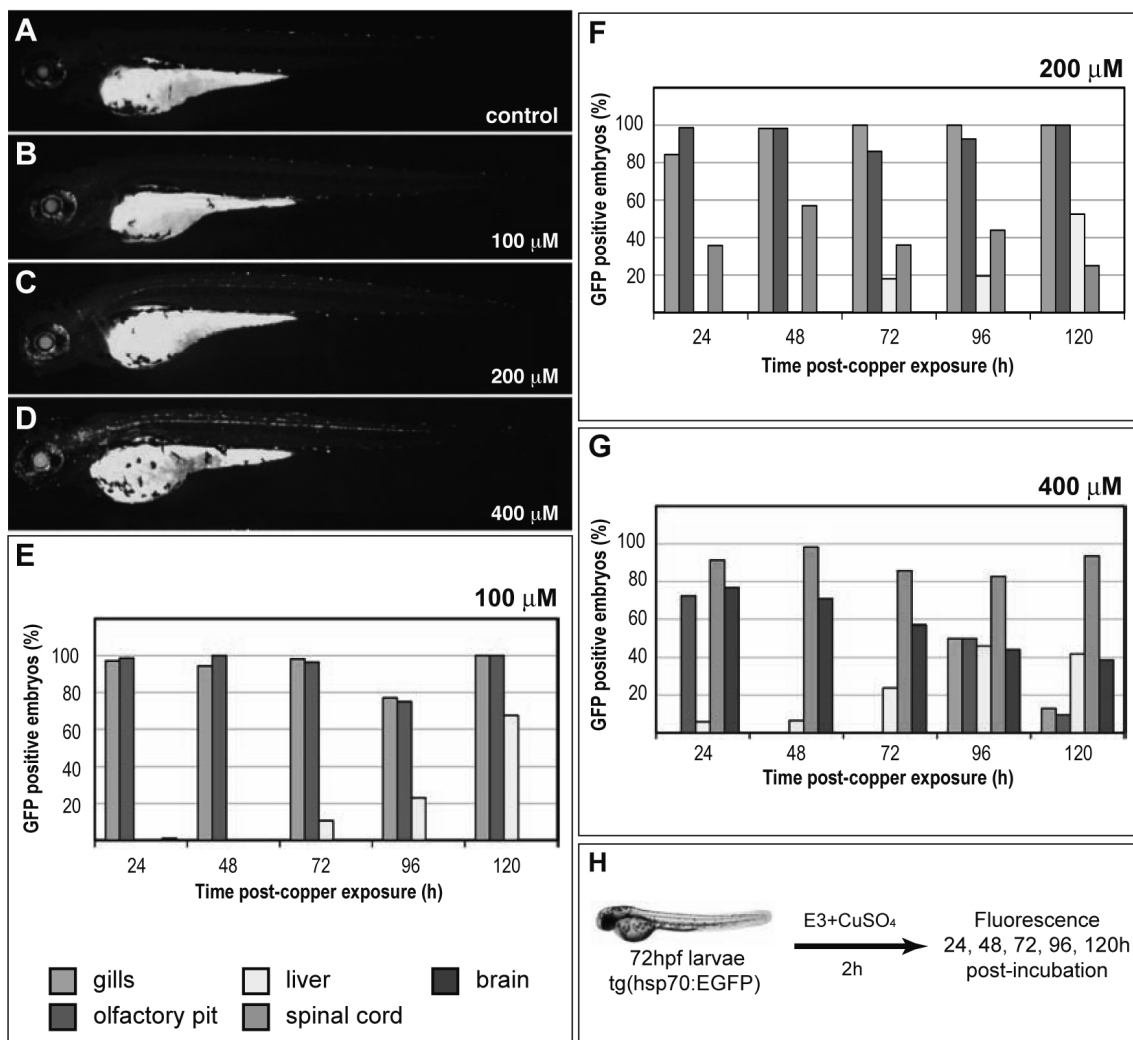 A
control
B
100 μM
C
200 μM
D
400 μM
E
100 μM
GFP positive embryos (%)
100
80
60
40
20
24 48 72 96 120
Time post-copper exposure (h)
gills
liver
brain
olfactory pit
spinal cord
F
200 μM
GFP positive embryos (%)
100
80
60
40
20
24 48 72 96 120
Time post-copper exposure (h)
G
400 μM
GFP positive embryos (%)
100
80
60
40
20
24 48 72 96 120
Time post-copper exposure (h)
H
72hpf larvae
tg(hsp70:EGFP)
E3+CuSO₄
2h
Fluorescence
24, 48, 72, 96, 120h
post-incubation